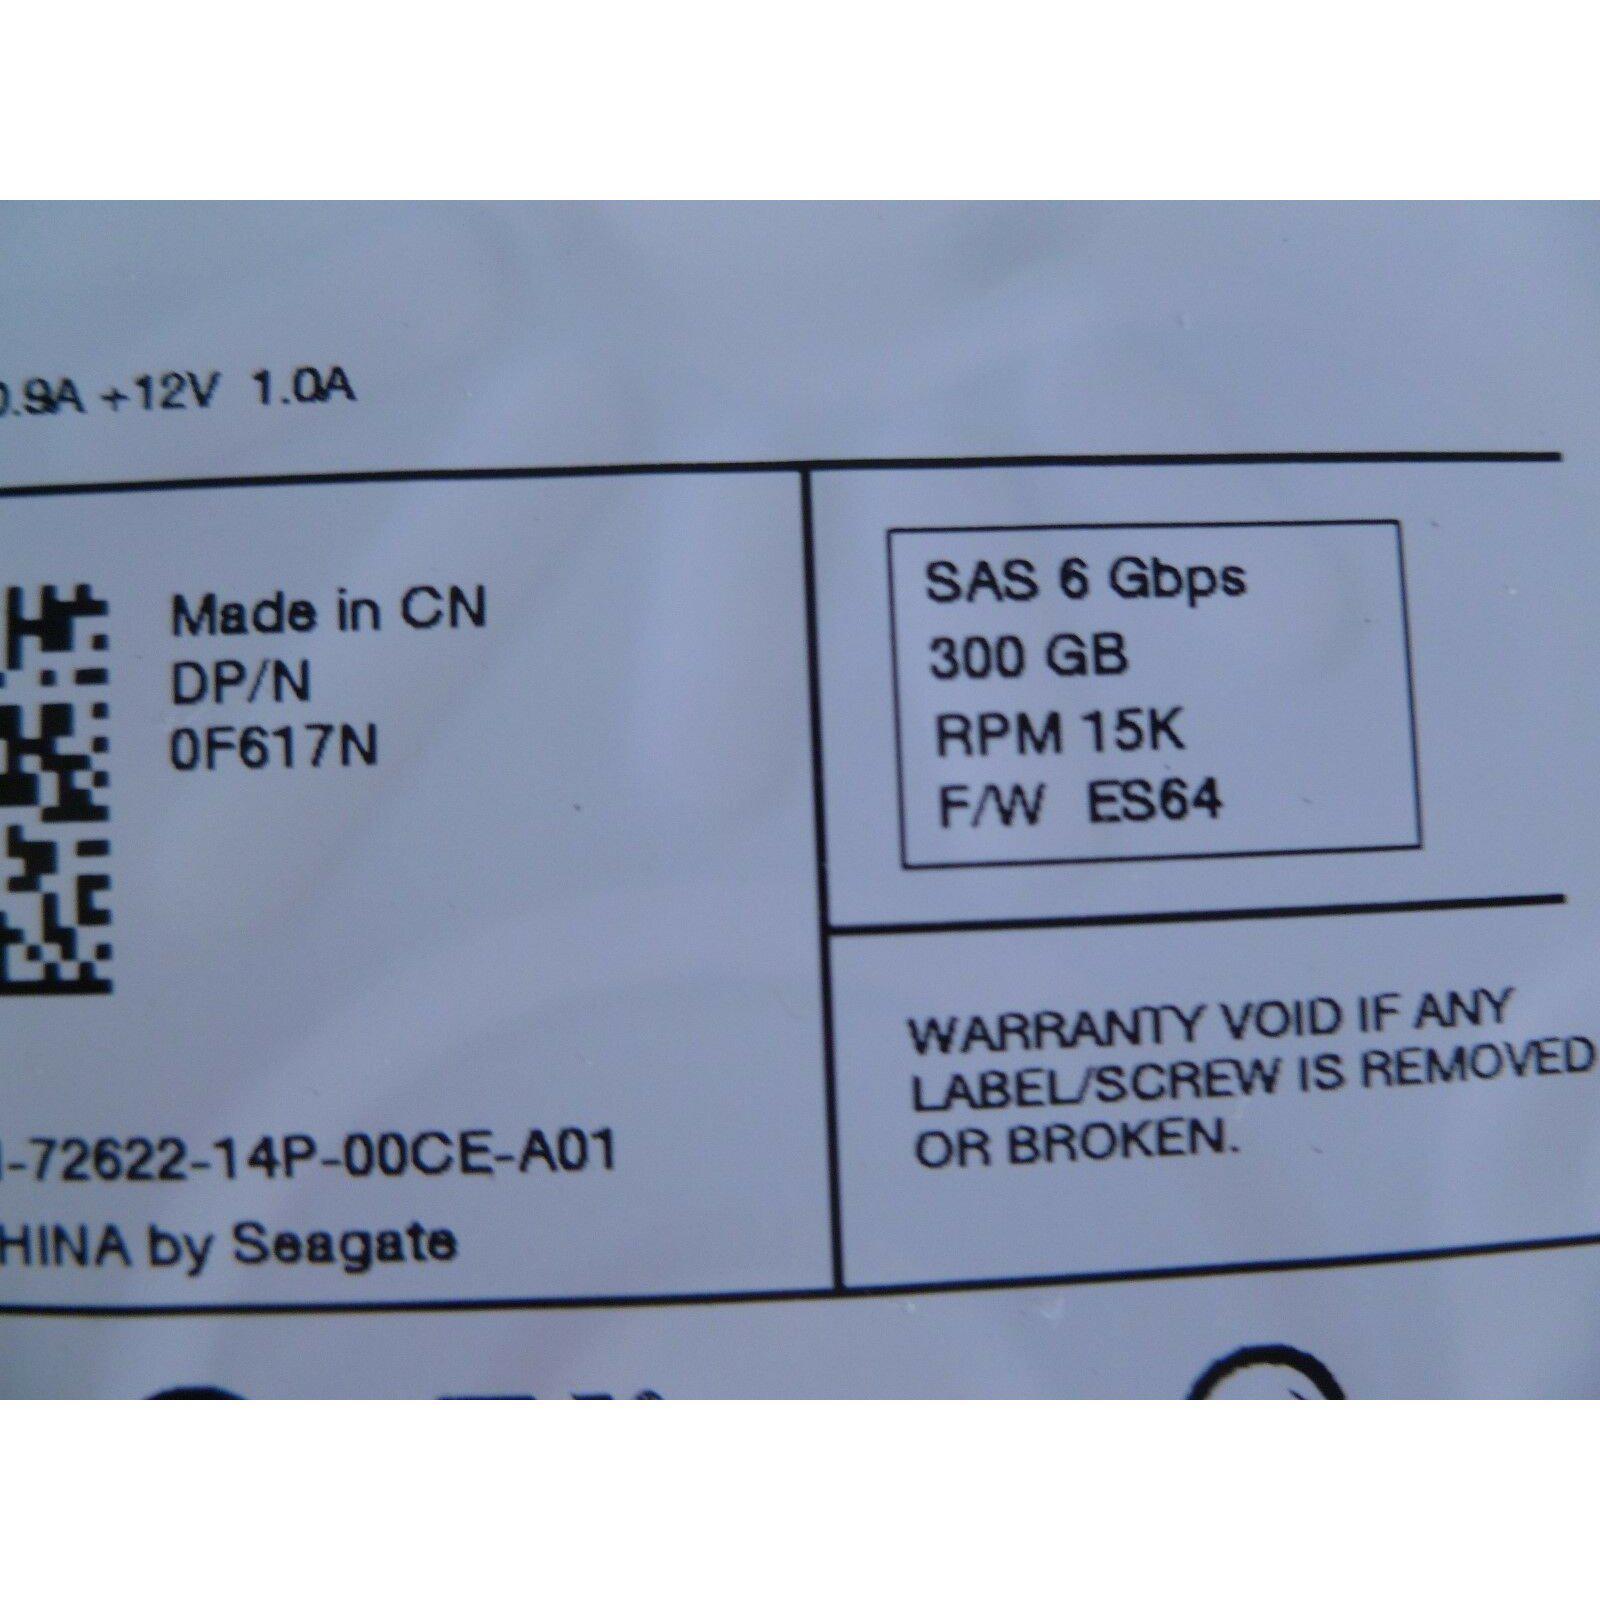 0.9A +12V 1.0A
Made in CN
DP/N
0F617N
SAS 6 Gbps
300 GB
RPM 15K
F/W ES64
WARRANTY VOID IF ANY
LABEL/SCREW IS REMOVED
OR BROKEN.
-72622-14P-00CE-A01
HINA by Seagate